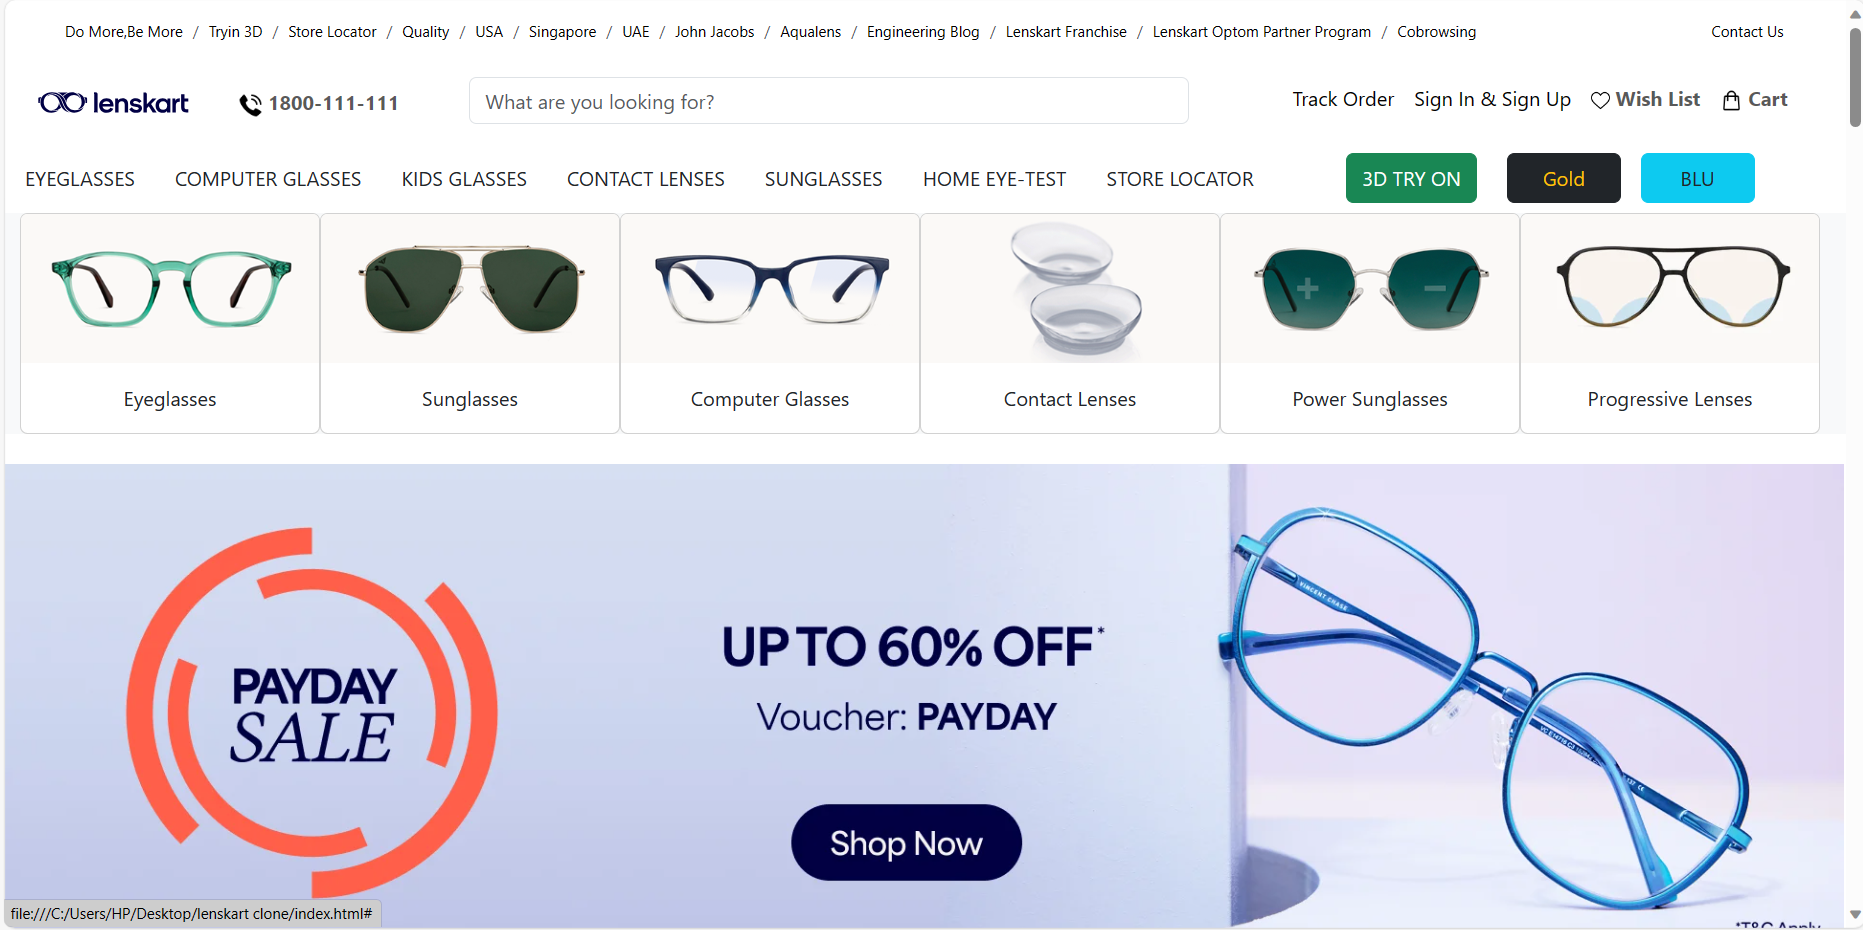 Do More,Be More / Tryin 3D / Store Locator / Quality / USA / Singapore / UAE / John Jacobs / Aqualens / Engineering Blog / Lenskart Franchise / Lenskart Optom Partner Program / Cobrowsing Contact Us
lenskart 1800-111-111 What are you looking for? Track Order Sign In & Sign Up Wish List Cart
EYEGLASSES COMPUTER GLASSES KIDS GLASSES CONTACT LENSES SUNGLASSES HOME EYE-TEST STORE LOCATOR 3D TRY ON Gold BLU
Eyeglasses Sunglasses Computer Glasses Contact Lenses Power Sunglasses Progressive Lenses
PAYDAY
SALE
UP TO 60% OFF*
Voucher: PAYDAY
Shop Now
VINCENT CHASE
*T&C Apply
file:///C:/Users/HP/Desktop/lenskart clone/index.html#